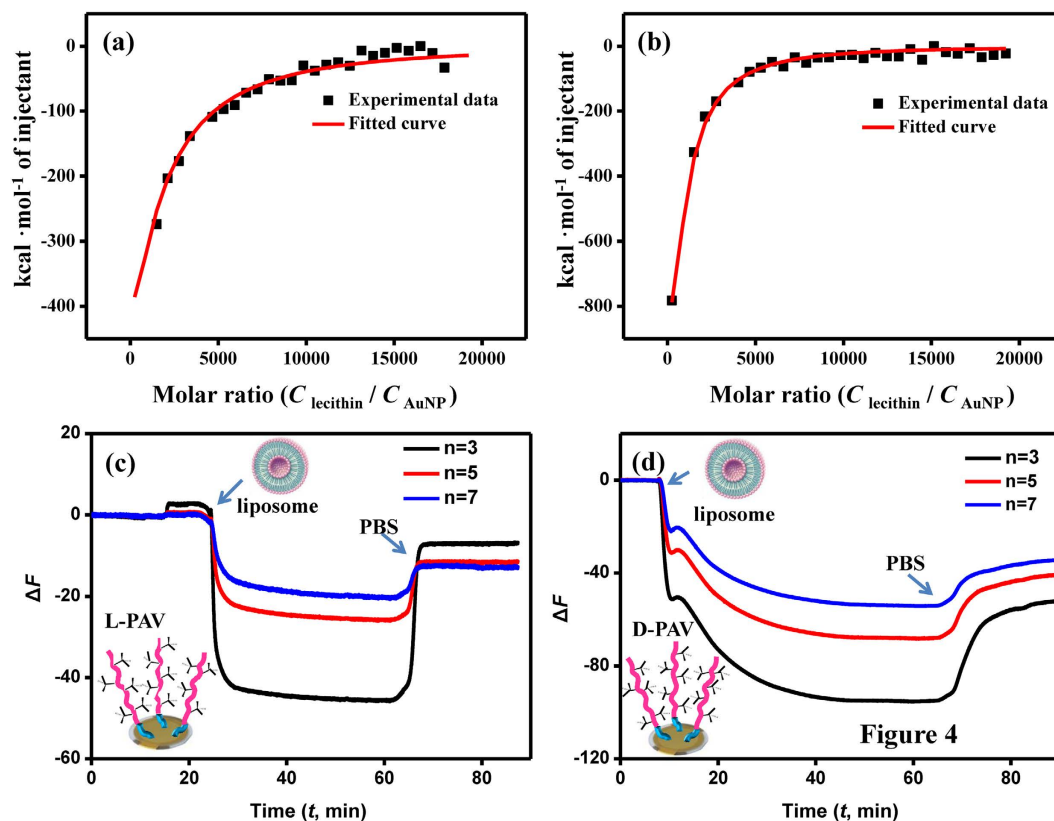 (a)
0
-100
-200
-300
-400
kcal ·mol⁻¹ of injectant
Experimental data
Fitted curve
0 5000 10000 15000 20000
Molar ratio (C lecithin / C AuNP)
(b)
0
-200
-400
-600
-800
kcal ·mol⁻¹ of injectant
Experimental data
Fitted curve
0 5000 10000 15000 20000
Molar ratio (C lecithin / C AuNP)
(c)
20
0
-20
-40
-60
ΔF
n=3
n=5
n=7
liposome
PBS
L-PAV
0 20 40 60 80
Time (t, min)
(d)
0
-40
-80
-120
ΔF
n=3
n=5
n=7
liposome
PBS
D-PAV
Figure 4
0 20 40 60 80
Time (t, min)